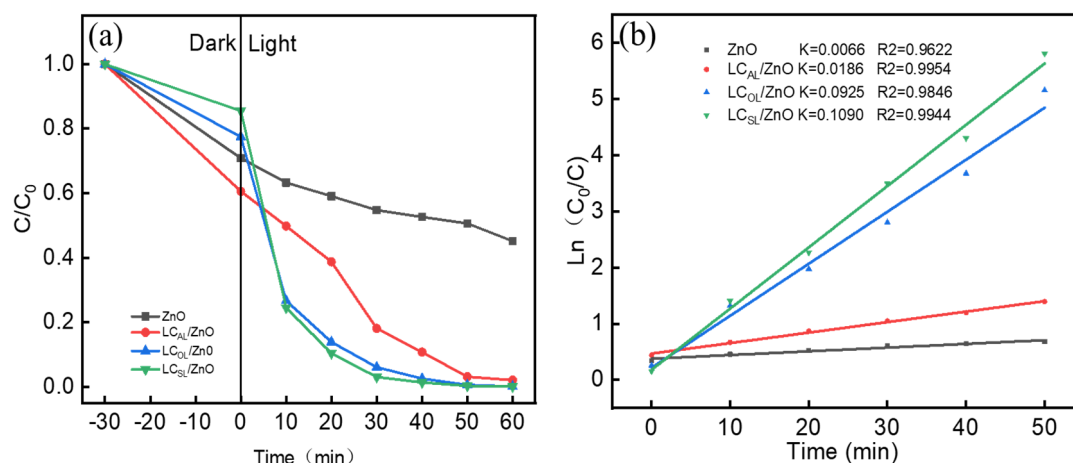 (a)
Dark Light
C/C0
1.0
0.8
0.6
0.4
0.2
0.0
ZnO
LCAL/ZnO
LCOL/Zn0
LCSL/ZnO
-30 -20 -10 0 10 20 30 40 50 60
Time（min）
(b)
ZnO K=0.0066 R2=0.9622
LCAL/ZnO K=0.0186 R2=0.9954
LCOL/ZnO K=0.0925 R2=0.9846
LCSL/ZnO K=0.1090 R2=0.9944
Ln（C0/C)
6
5
4
3
2
1
0
0 10 20 30 40 50
Time (min)